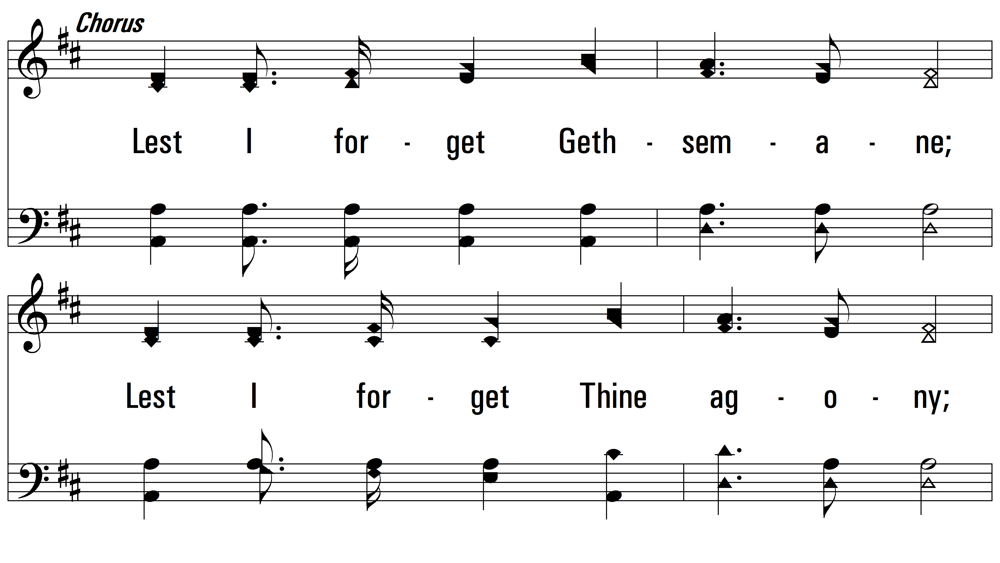 Chorus
Lest I for - get Geth - sem - a - ne;
Lest I for - get Thine ag - o - ny;